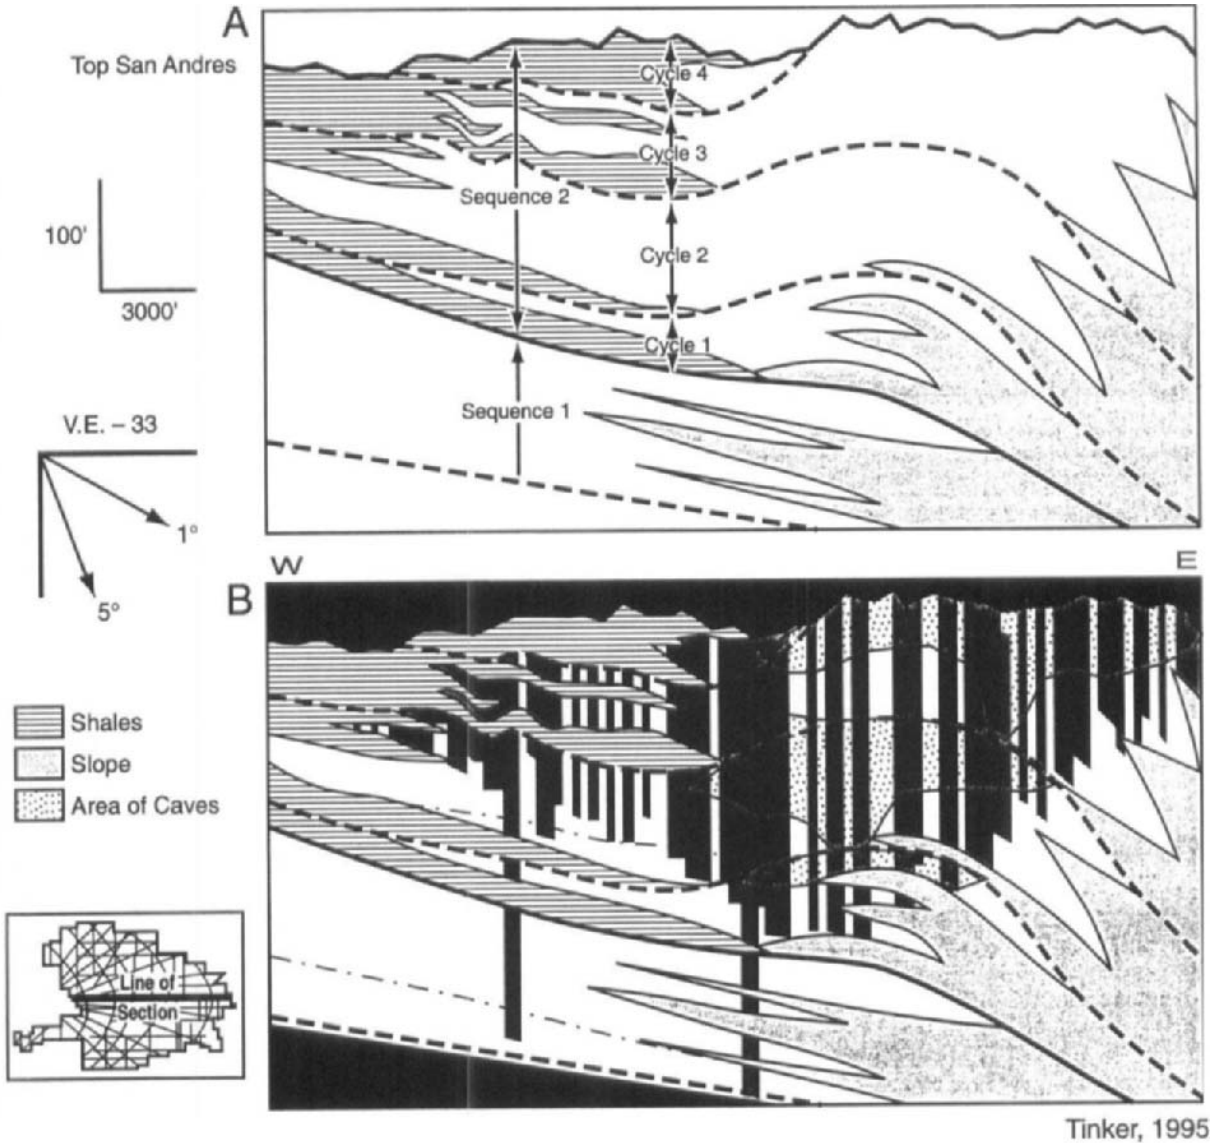 A
Top San Andres
Cycle 4
Cycle 3
Sequence 2
100'
Cycle 2
3000'
Cycle 1
Sequence 1
V.E. – 33
1°
5°
W
E
B
Shales
Slope
Area of Caves
Line of
Section
Tinker, 1995